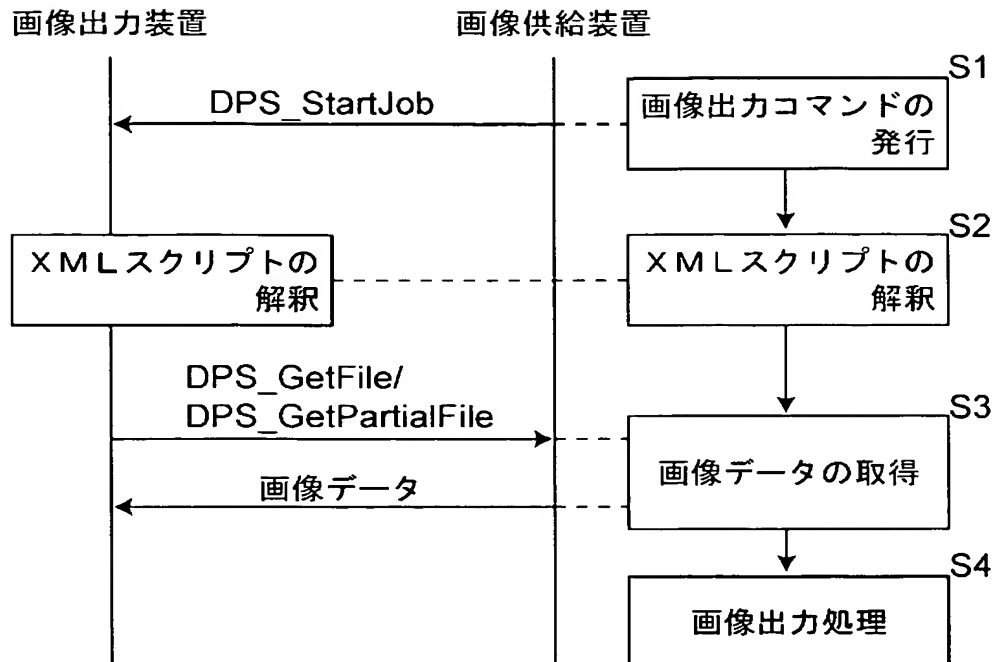 画像出力装置
画像供給装置
S1
DPS_StartJob
画像出力コマンドの
発行
S2
ＸＭＬスクリプトの
解釈
ＸＭＬスクリプトの
解釈
DPS_GetFile/
DPS_GetPartialFile
S3
画像データの取得
画像データ
S4
画像出力処理